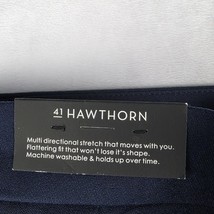 41 HAWTHORN
Multi directional stretch that moves with you.
Flattering fit that won't lose it's shape.
Machine washable & holds up over time.